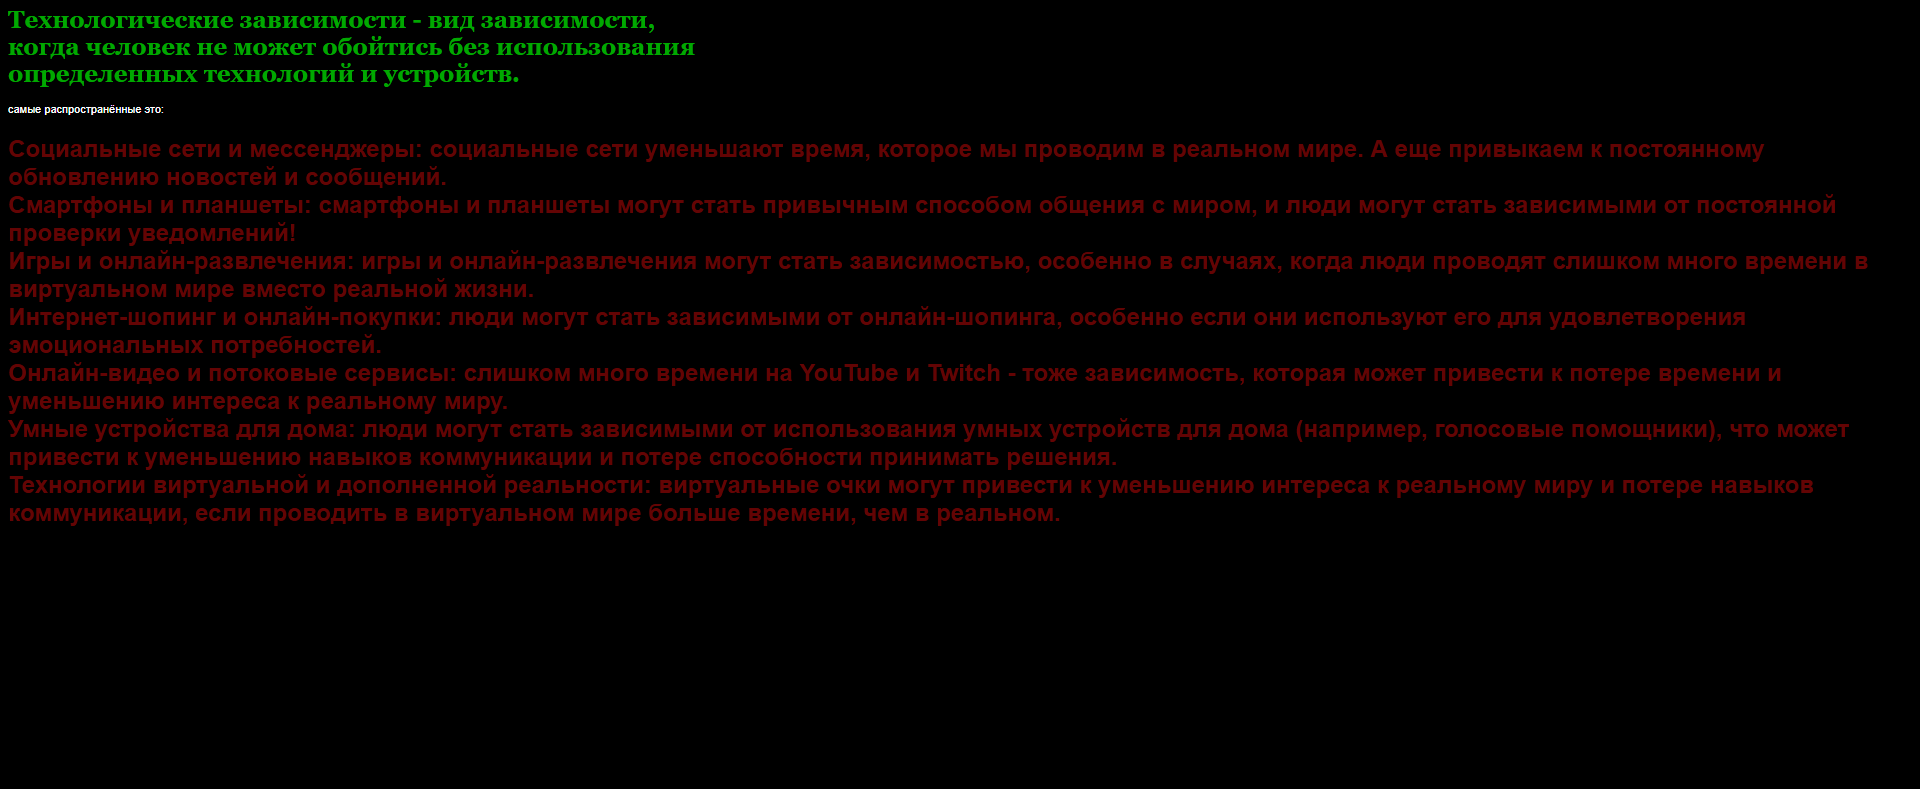 Технологические зависимости - вид зависимости,
когда человек не может обойтись без использования
определенных технологий и устройств.
самые распространённые это:
Социальные сети и мессенджеры: социальные сети уменьшают время, которое мы проводим в реальном мире. А еще привыкаем к постоянному
обновлению новостей и сообщений.
Смартфоны и планшеты: смартфоны и планшеты могут стать привычным способом общения с миром, и люди могут стать зависимыми от постоянной
проверки уведомлений!
Игры и онлайн-развлечения: игры и онлайн-развлечения могут стать зависимостью, особенно в случаях, когда люди проводят слишком много времени в
виртуальном мире вместо реальной жизни.
Интернет-шопинг и онлайн-покупки: люди могут стать зависимыми от онлайн-шопинга, особенно если они используют его для удовлетворения
эмоциональных потребностей.
Онлайн-видео и потоковые сервисы: слишком много времени на YouTube и Twitch - тоже зависимость, которая может привести к потере времени и
уменьшению интереса к реальному миру.
Умные устройства для дома: люди могут стать зависимыми от использования умных устройств для дома (например, голосовые помощники), что может
привести к уменьшению навыков коммуникации и потере способности принимать решения.
Технологии виртуальной и дополненной реальности: виртуальные очки могут привести к уменьшению интереса к реальному миру и потере навыков
коммуникации, если проводить в виртуальном мире больше времени, чем в реальном.